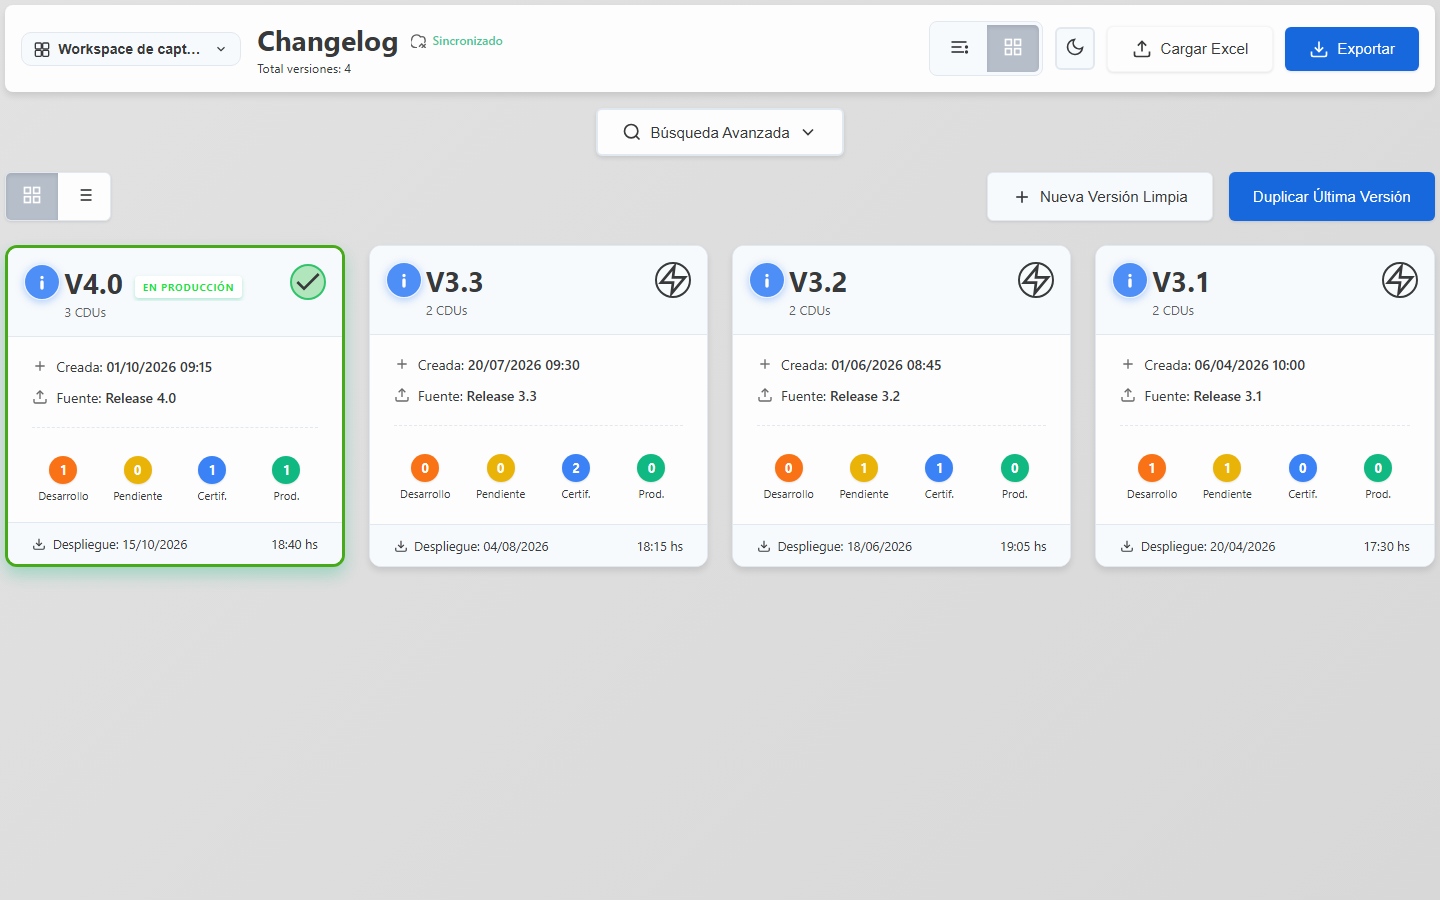 Workspace de capt...
Changelog
Sincronizado
Total versiones: 4
Cargar Excel
Exportar
Búsqueda Avanzada
Nueva Versión Limpia
Duplicar Última Versión
V4.0
EN PRODUCCIÓN
3 CDUs
Creada: 01/10/2026 09:15
Fuente: Release 4.0
1 0 1 1
Desarrollo Pendiente Certif. Prod.
Despliegue: 15/10/2026 18:40 hs
V3.3
2 CDUs
Creada: 20/07/2026 09:30
Fuente: Release 3.3
0 0 2 0
Desarrollo Pendiente Certif. Prod.
Despliegue: 04/08/2026 18:15 hs
V3.2
2 CDUs
Creada: 01/06/2026 08:45
Fuente: Release 3.2
0 1 1 0
Desarrollo Pendiente Certif. Prod.
Despliegue: 18/06/2026 19:05 hs
V3.1
2 CDUs
Creada: 06/04/2026 10:00
Fuente: Release 3.1
1 1 0 0
Desarrollo Pendiente Certif. Prod.
Despliegue: 20/04/2026 17:30 hs